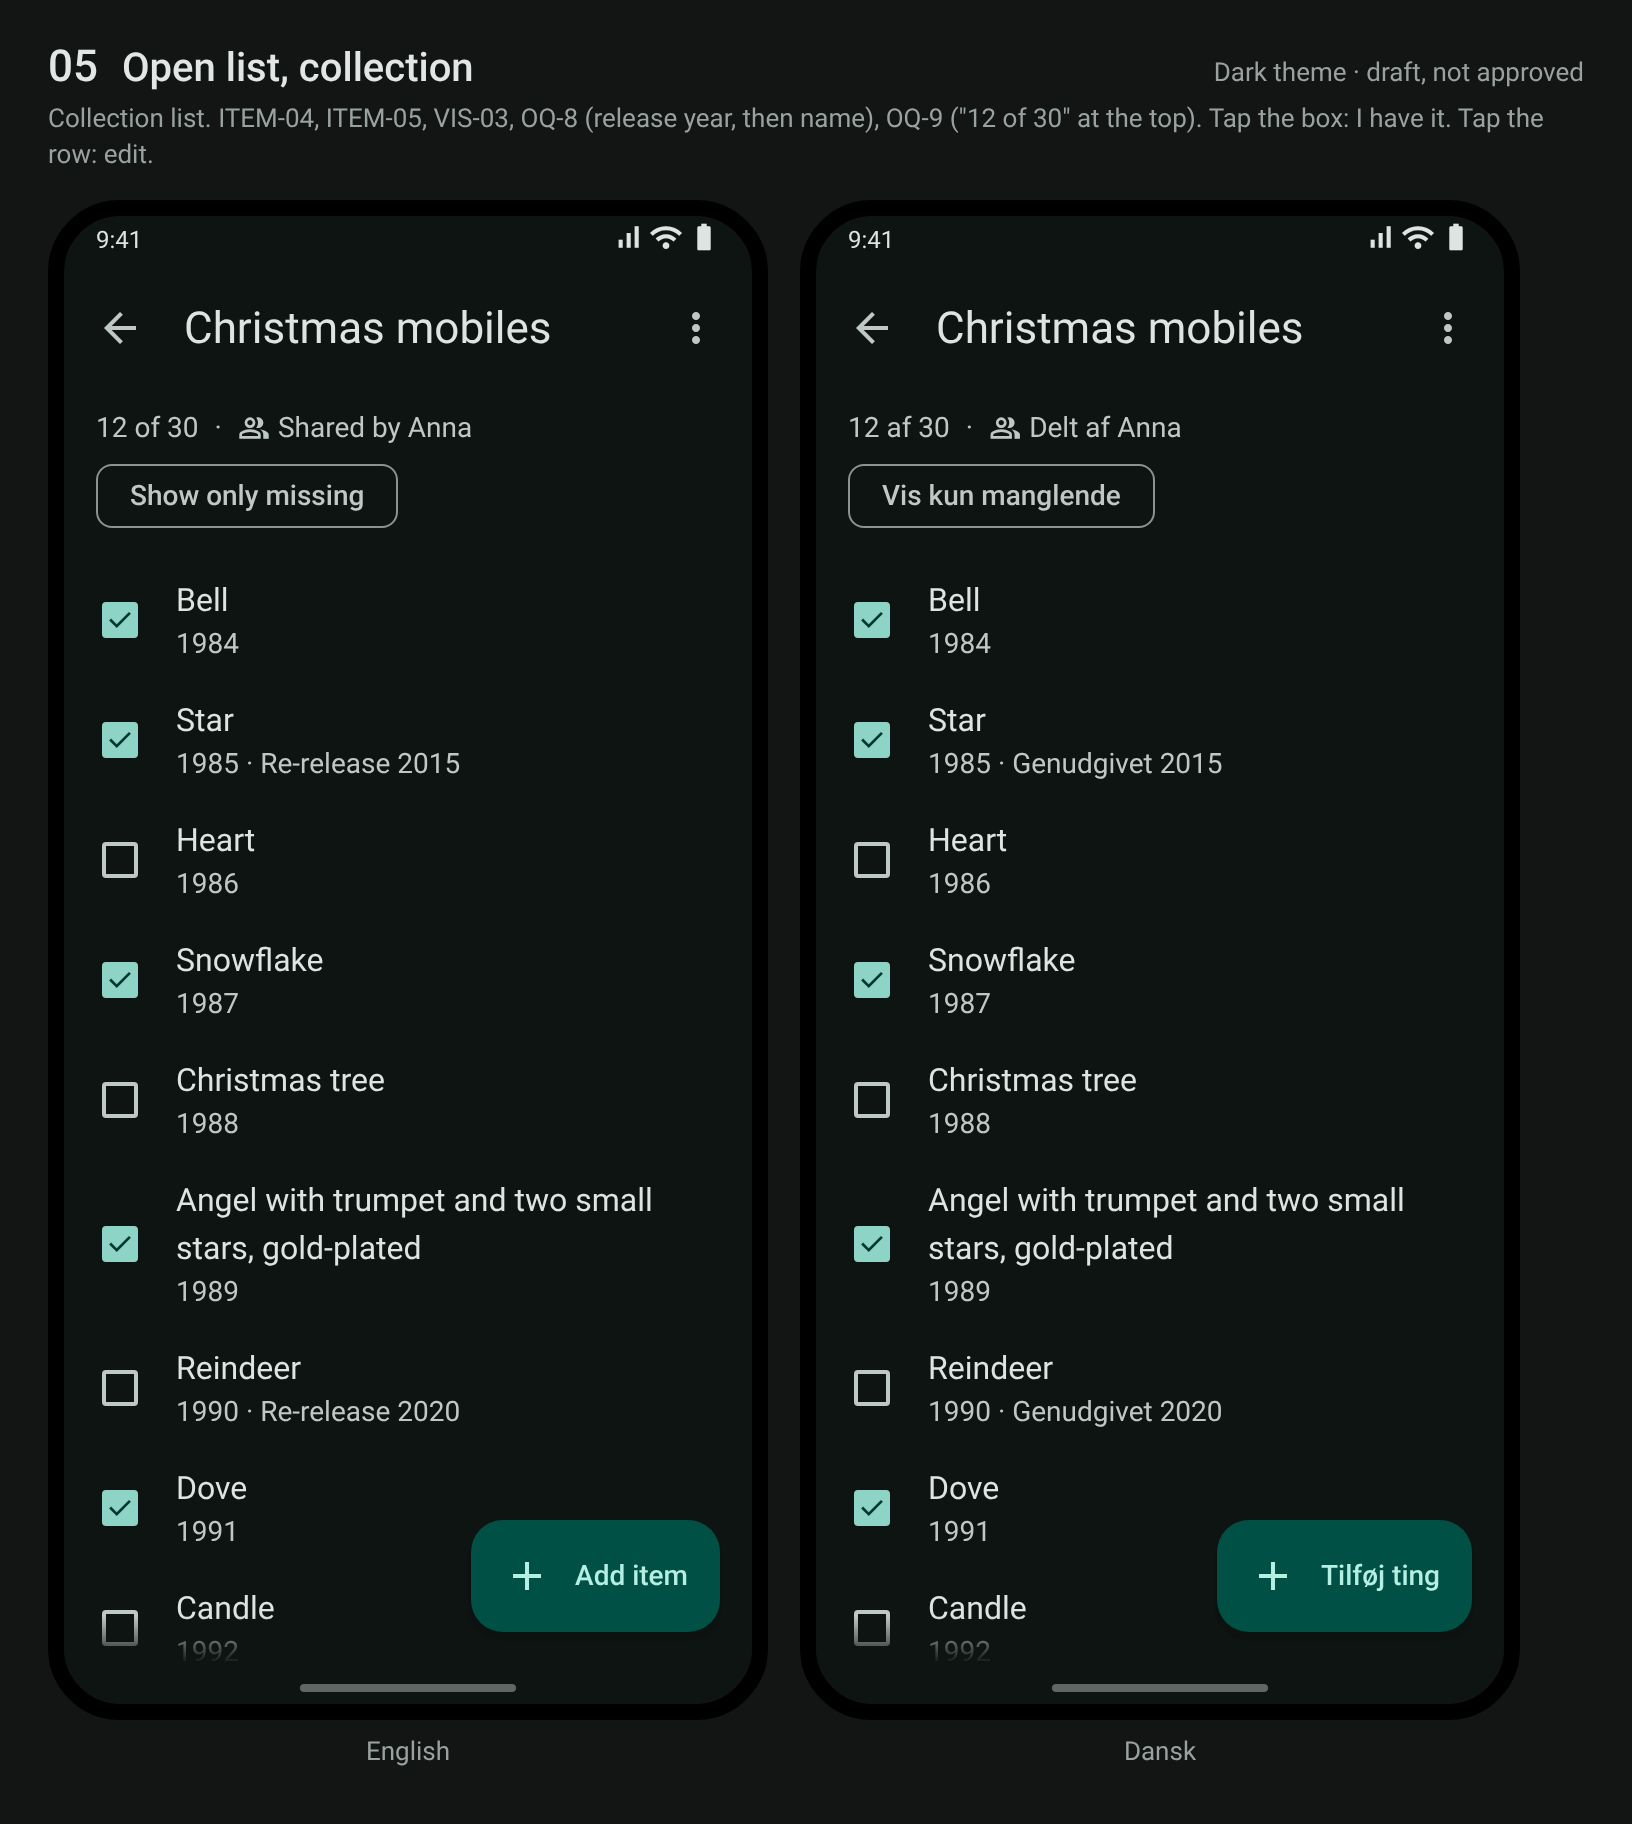 05 Open list, collection
Dark theme · draft, not approved
Collection list. ITEM-04, ITEM-05, VIS-03, OQ-8 (release year, then name), OQ-9 ("12 of 30" at the top). Tap the box: I have it. Tap the
row: edit.
9:41
Christmas mobiles
12 of 30 · Shared by Anna
Show only missing
Bell
1984
Star
1985 · Re-release 2015
Heart
1986
Snowflake
1987
Christmas tree
1988
Angel with trumpet and two small
stars, gold-plated
1989
Reindeer
1990 · Re-release 2020
Dove
1991
Add item
Candle
1992
English
9:41
Christmas mobiles
12 af 30 · Delt af Anna
Vis kun manglende
Bell
1984
Star
1985 · Genudgivet 2015
Heart
1986
Snowflake
1987
Christmas tree
1988
Angel with trumpet and two small
stars, gold-plated
1989
Reindeer
1990 · Genudgivet 2020
Dove
1991
Tilføj ting
Candle
1992
Dansk